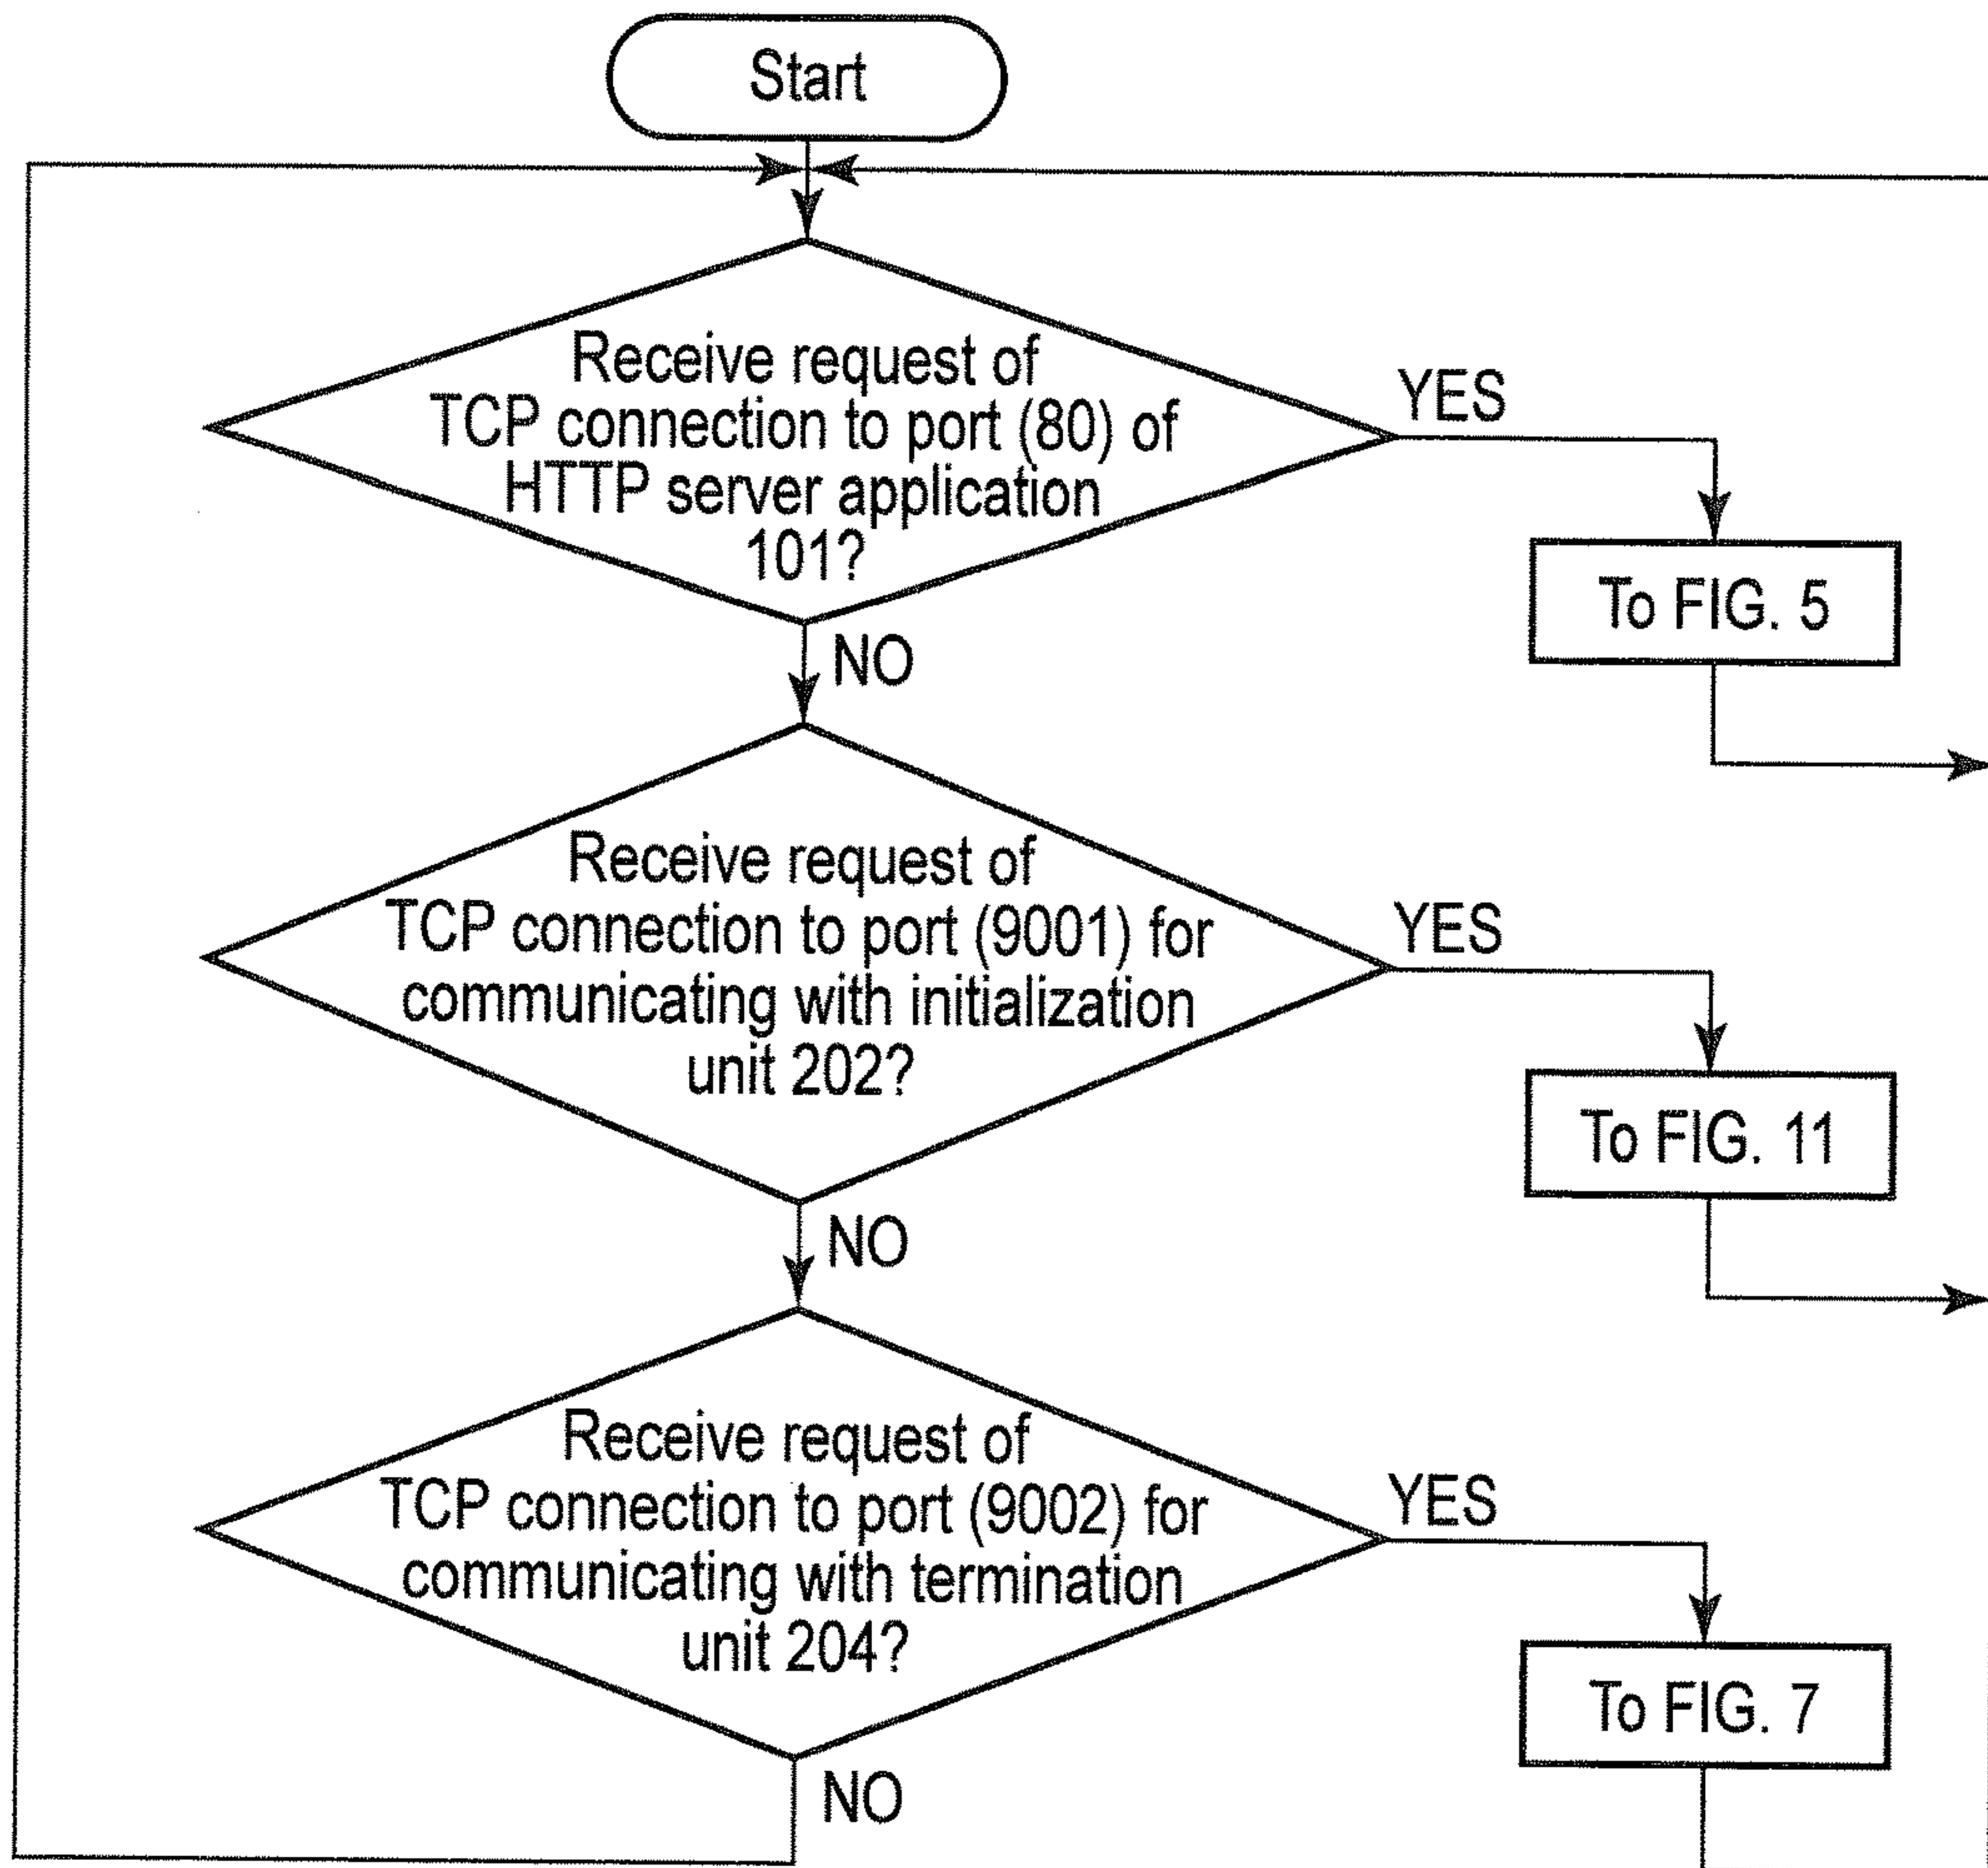 Start
Receive request of
TCP connection to port (80) of
HTTP server application
101?
YES
To FIG. 5
NO
Receive request of
TCP connection to port (9001) for
communicating with initialization
unit 202?
YES
To FIG. 11
NO
Receive request of
TCP connection to port (9002) for
communicating with termination
unit 204?
YES
To FIG. 7
NO